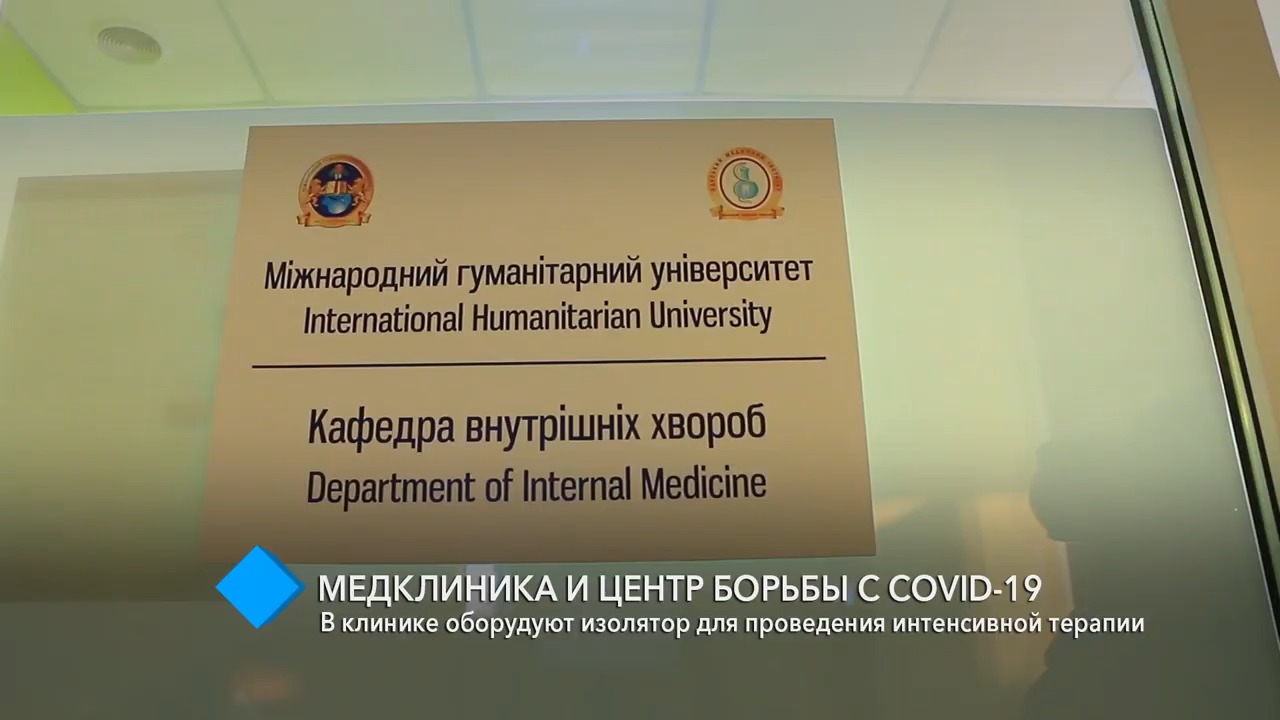 Міжнародний гуманітарний університет
International Humanitarian University
Кафедра внутрішніх хвороб
Department of Internal Medicine
МЕДКЛИНИКА И ЦЕНТР БОРЬБЫ С COVID-19
В клинике оборудуют изолятор для проведения интенсивной терапии